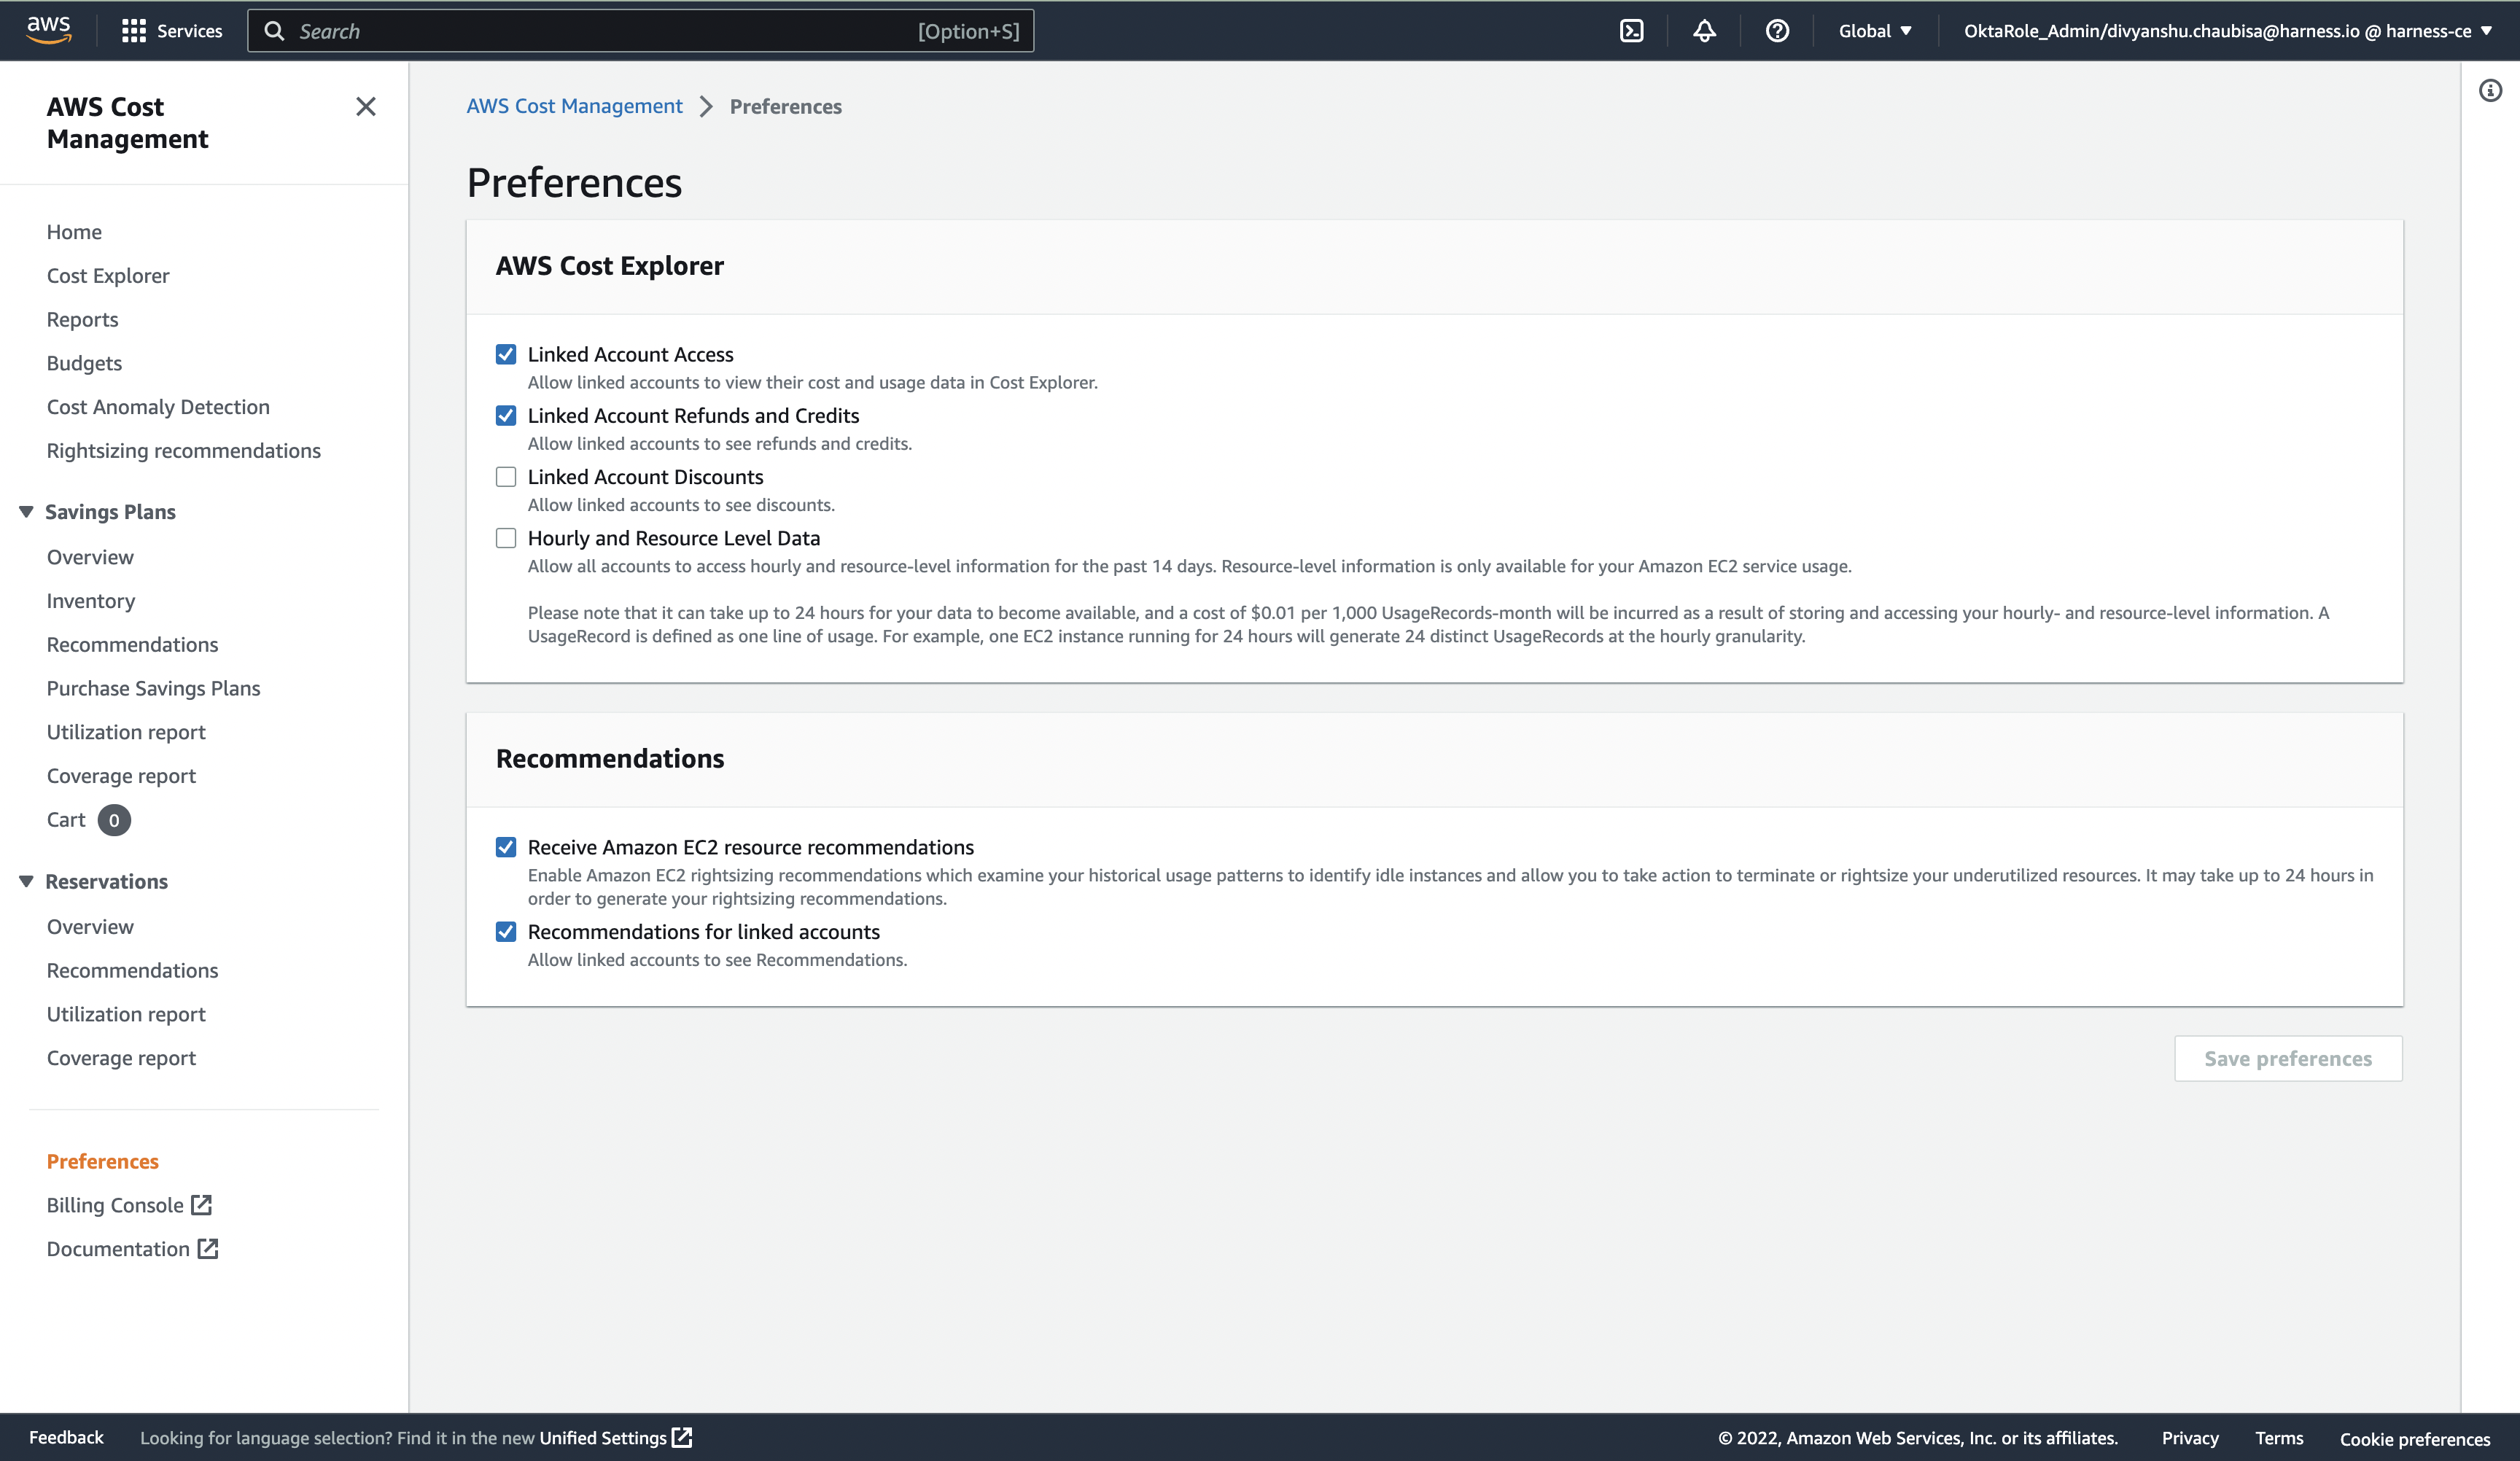 aws
Services
Search
[Option+S]
Global
OktaRole_Admin/divyanshu.chaubisa@harness.io @ harness-ce
AWS Cost
Management
Home
Cost Explorer
Reports
Budgets
Cost Anomaly Detection
Rightsizing recommendations
Savings Plans
Overview
Inventory
Recommendations
Purchase Savings Plans
Utilization report
Coverage report
Cart 0
Reservations
Overview
Recommendations
Utilization report
Coverage report
Preferences
Billing Console
Documentation
AWS Cost Management
Preferences
Preferences
AWS Cost Explorer
Linked Account Access
Allow linked accounts to view their cost and usage data in Cost Explorer.
Linked Account Refunds and Credits
Allow linked accounts to see refunds and credits.
Linked Account Discounts
Allow linked accounts to see discounts.
Hourly and Resource Level Data
Allow all accounts to access hourly and resource-level information for the past 14 days. Resource-level information is only available for your Amazon EC2 service usage.
Please note that it can take up to 24 hours for your data to become available, and a cost of $0.01 per 1,000 UsageRecords-month will be incurred as a result of storing and accessing your hourly- and resource-level information. A
UsageRecord is defined as one line of usage. For example, one EC2 instance running for 24 hours will generate 24 distinct UsageRecords at the hourly granularity.
Recommendations
Receive Amazon EC2 resource recommendations
Enable Amazon EC2 rightsizing recommendations which examine your historical usage patterns to identify idle instances and allow you to take action to terminate or rightsize your underutilized resources. It may take up to 24 hours in
order to generate your rightsizing recommendations.
Recommendations for linked accounts
Allow linked accounts to see Recommendations.
Save preferences
Feedback
Looking for language selection? Find it in the new Unified Settings
© 2022, Amazon Web Services, Inc. or its affiliates.
Privacy
Terms
Cookie preferences